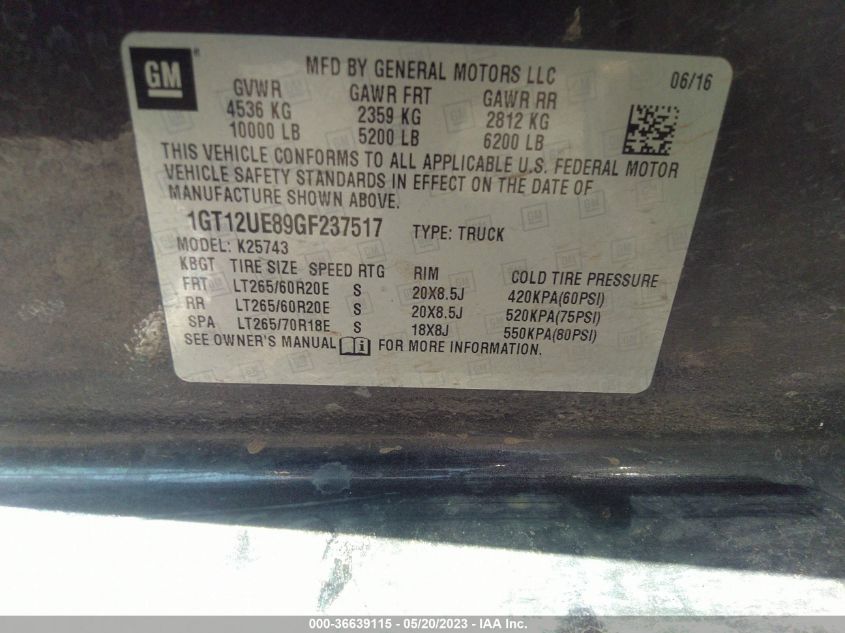 GM ®
MFD BY GENERAL MOTORS LLC 06/16
GVWR GAWR FRT GAWR RR
4536 KG 2359 KG 2812 KG
10000 LB 5200 LB 6200 LB
THIS VEHICLE CONFORMS TO ALL APPLICABLE U.S. FEDERAL MOTOR
VEHICLE SAFETY STANDARDS IN EFFECT ON THE DATE OF
MANUFACTURE SHOWN ABOVE.
1GT12UE89GF237517 TYPE: TRUCK
MODEL: K25743
KBGT TIRE SIZE SPEED RTG RIM COLD TIRE PRESSURE
FRT LT265/60R20E S 20X8.5J 420KPA(60PSI)
RR LT265/60R20E S 20X8.5J 520KPA(75PSI)
SPA LT265/70R18E S 18X8J 550KPA(80PSI)
SEE OWNER'S MANUAL i FOR MORE INFORMATION.
000-36639115 - 05/20/2023 - IAA Inc.